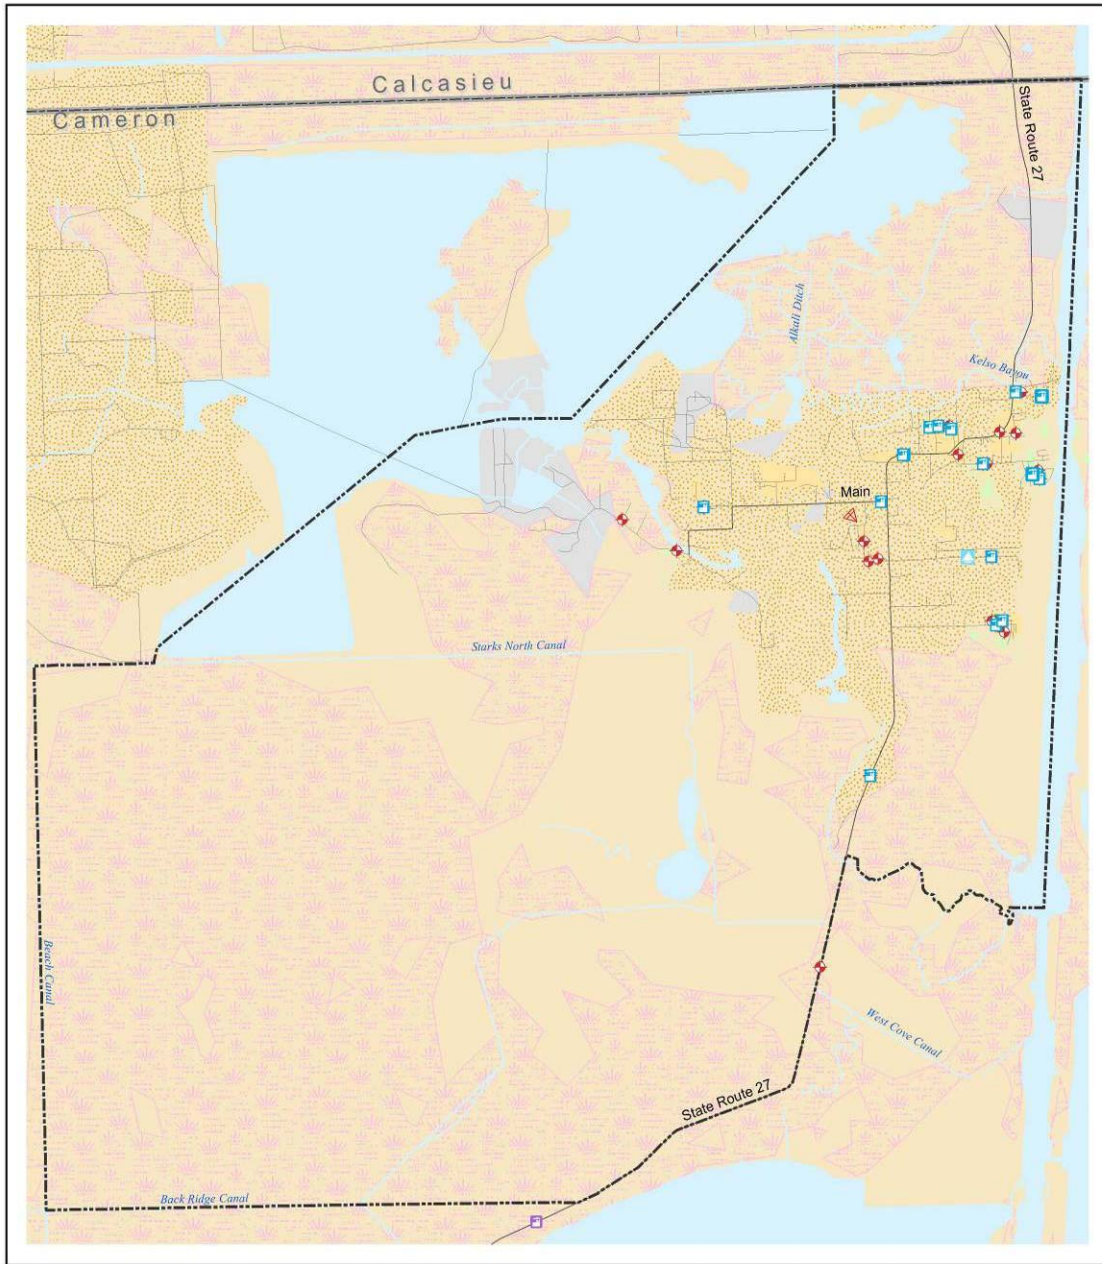 Calcasieu
Cameron
State Route 27
Alkali Ditch
Kelso Bayou
Main
Starks North Canal
Beach Canal
West Cove Canal
State Route 27
Back Ridge Canal